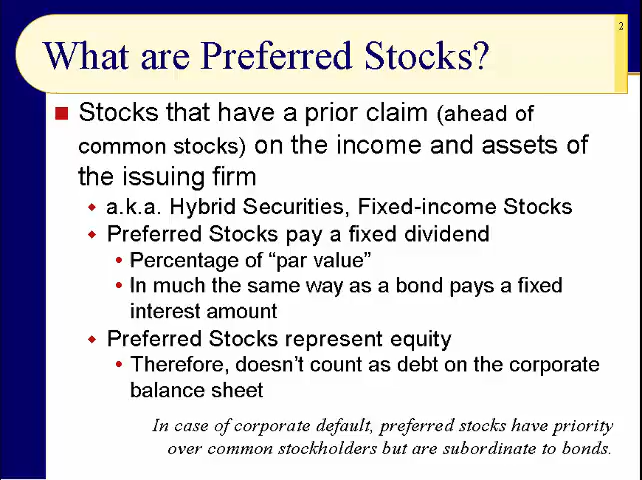 2
What are Preferred Stocks?
Stocks that have a prior claim (ahead of
common stocks) on the income and assets of
the issuing firm
a.k.a. Hybrid Securities, Fixed-income Stocks
Preferred Stocks pay a fixed dividend
Percentage of “par value”
In much the same way as a bond pays a fixed
interest amount
Preferred Stocks represent equity
Therefore, doesn’t count as debt on the corporate
balance sheet
In case of corporate default, preferred stocks have priority
over common stockholders but are subordinate to bonds.